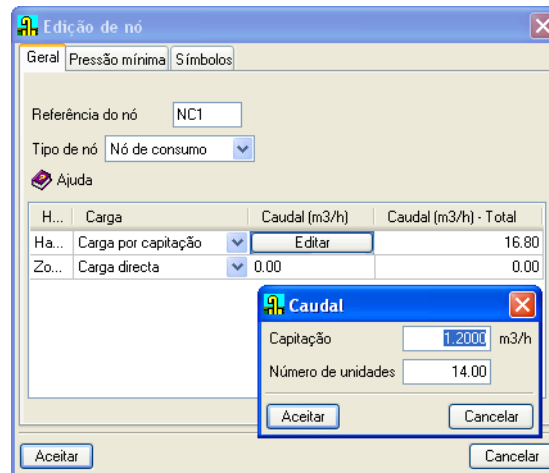 Edição de nó
Geral Pressão mínima Símbolos
Referência do nó NC1
Tipo de nó Nó de consumo
Ajuda
H... Carga Caudal (m3/h) Caudal (m3/h) - Total
Ha... Carga por capitação Editar 16.80
Zo... Carga directa 0.00 0.00
Caudal
Capitação 1.2000 m3/h
Número de unidades 14.00
Aceitar Cancelar
Aceitar Cancelar